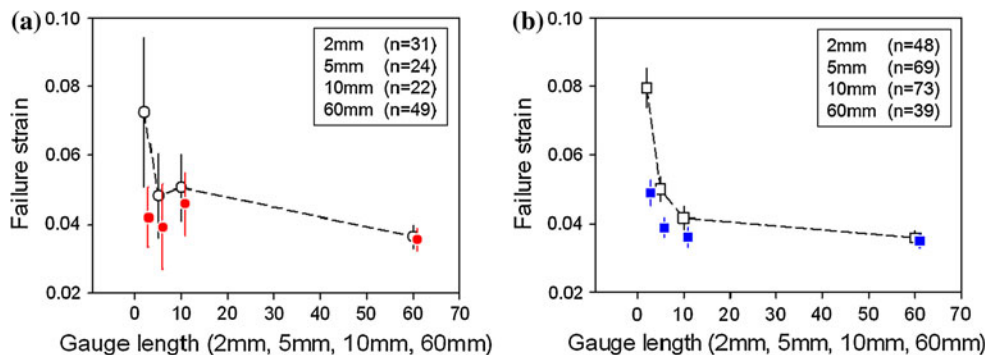 (a)
0.10
0.08
0.06
0.04
0.02
Failure strain
2mm (n=31)
5mm (n=24)
10mm (n=22)
60mm (n=49)
0 10 20 30 40 50 60 70
Gauge length (2mm, 5mm, 10mm, 60mm)
(b)
0.10
0.08
0.06
0.04
0.02
Failure strain
2mm (n=48)
5mm (n=69)
10mm (n=73)
60mm (n=39)
0 10 20 30 40 50 60 70
Gauge length (2mm, 5mm, 10mm, 60mm)